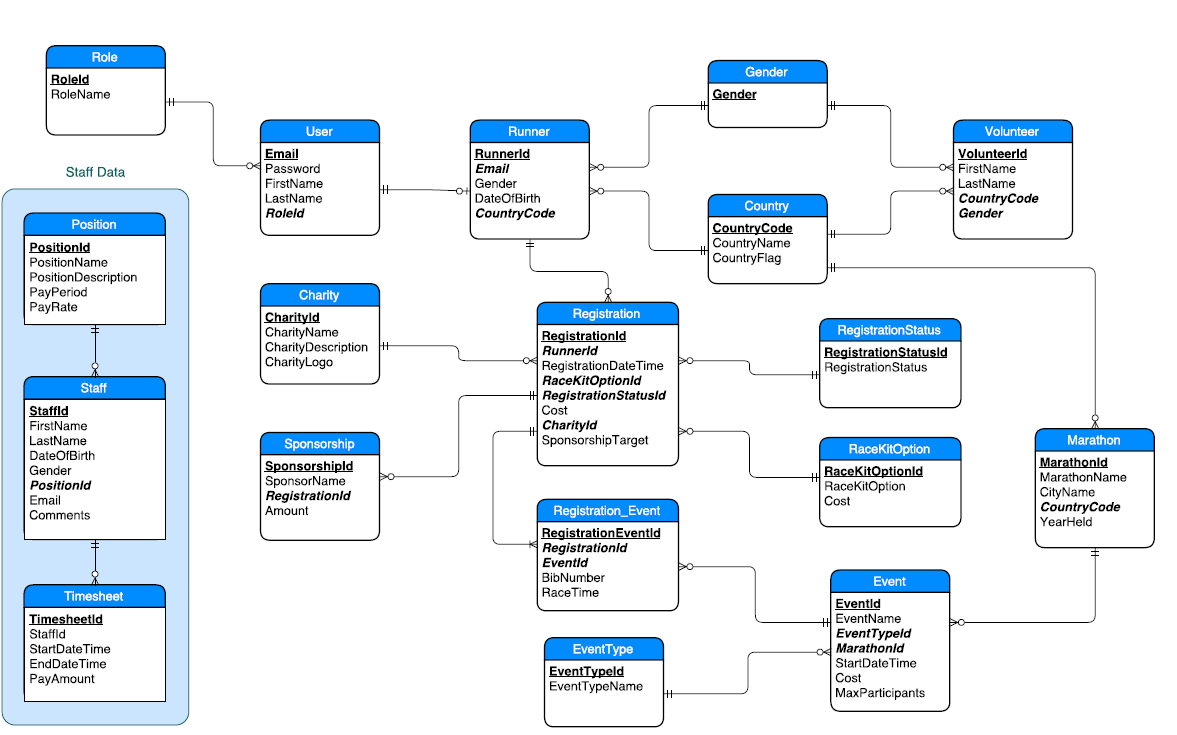 Role
RoleId
RoleName
User
Email
Password
FirstName
LastName
RoleId
Runner
RunnerId
Email
Gender
DateOfBirth
CountryCode
Gender
Gender
Volunteer
VolunteerId
FirstName
LastName
CountryCode
Gender
Country
CountryCode
CountryName
CountryFlag
Staff Data
Position
PositionId
PositionName
PositionDescription
PayPeriod
PayRate
Staff
StaffId
FirstName
LastName
DateOfBirth
Gender
PositionId
Email
Comments
Timesheet
TimesheetId
StaffId
StartDateTime
EndDateTime
PayAmount
Charity
CharityId
CharityName
CharityDescription
CharityLogo
Sponsorship
SponsorshipId
SponsorName
RegistrationId
Amount
Registration
RegistrationId
RunnerId
RegistrationDateTime
RaceKitOptionId
RegistrationStatusId
Cost
CharityId
SponsorshipTarget
RegistrationStatus
RegistrationStatusId
RegistrationStatus
RaceKitOption
RaceKitOptionId
RaceKitOption
Cost
Marathon
MarathonId
MarathonName
CityName
CountryCode
YearHeld
Registration_Event
RegistrationEventId
RegistrationId
EventId
BibNumber
RaceTime
Event
EventId
EventName
EventTypeId
MarathonId
StartDateTime
Cost
MaxParticipants
EventType
EventTypeId
EventTypeName